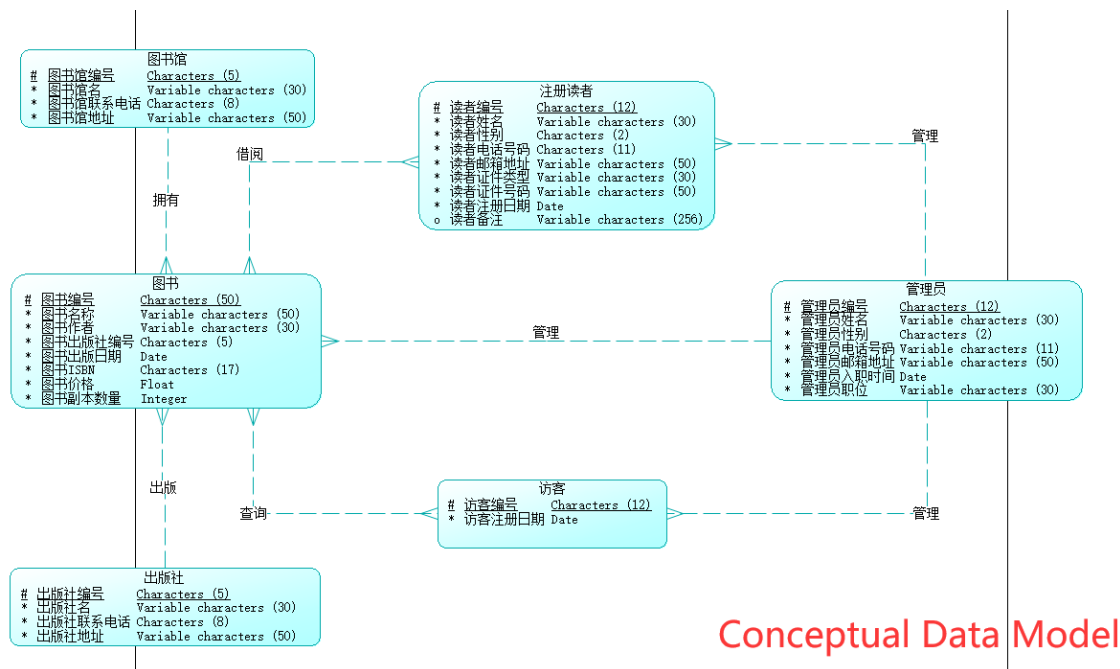 图书馆
# 图书馆编号 Characters (5)
* 图书馆名 Variable characters (30)
* 图书馆联系电话 Characters (8)
* 图书馆地址 Variable characters (50)
注册读者
# 读者编号 Characters (12)
* 读者姓名 Variable characters (30)
* 读者性别 Characters (2)
* 读者电话号码 Characters (11)
* 读者邮箱地址 Variable characters (50)
* 读者证件类型 Variable characters (30)
* 读者证件号码 Variable characters (50)
* 读者注册日期 Date
o 读者备注 Variable characters (256)
管理
借阅
拥有
图书
# 图书编号 Characters (50)
* 图书名称 Variable characters (50)
* 图书作者 Variable characters (30)
* 图书出版社编号 Characters (5)
* 图书出版日期 Date
* 图书ISBN Characters (17)
* 图书价格 Float
* 图书副本数量 Integer
管理
管理员
# 管理员编号 Characters (12)
* 管理员姓名 Variable characters (30)
* 管理员性别 Characters (2)
* 管理员电话号码 Variable characters (11)
* 管理员邮箱地址 Variable characters (50)
* 管理员入职时间 Date
* 管理员职位 Variable characters (30)
出版
查询
访客
# 访客编号 Characters (12)
* 访客注册日期 Date
管理
出版社
# 出版社编号 Characters (5)
* 出版社名 Variable characters (30)
* 出版社联系电话 Characters (8)
* 出版社地址 Variable characters (50)
Conceptual Data Model